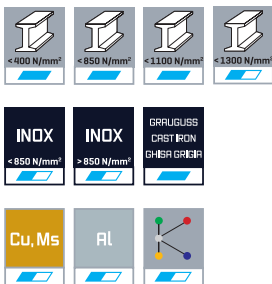 <400 N/mm² <850 N/mm² <1100 N/mm² <1300 N/mm²
INOX
<850 N/mm²
INOX
>850 N/mm²
GRAUGUSS
CAST IRON
GHISA GRIGIA
Cu, Ms Al